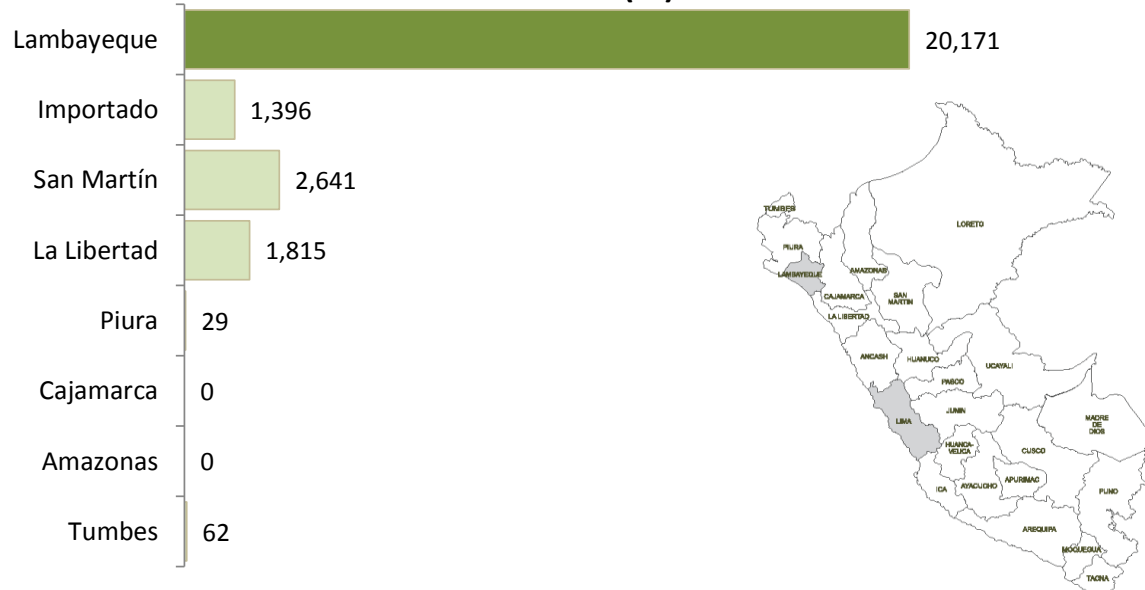 Lambayeque
20,171
Importado
1,396
San Martín
2,641
La Libertad
1,815
Piura
29
Cajamarca
0
Amazonas
0
Tumbes
62
TUMBES
LORETO
PIURA
LAMBAYEQUE
AMAZONAS
CAJAMARCA
SAN
MARTIN
LA LIBERTAD
ANCASH
HUANUCO
UCAYALI
PASCO
LIMA
JUNIN
MADRE
DE
DIOS
HUANCA-
VELICA
CUSCO
ICA
AYACUCHO
APURIMAC
PUNO
AREQUIPA
MOQUEGUA
TACNA